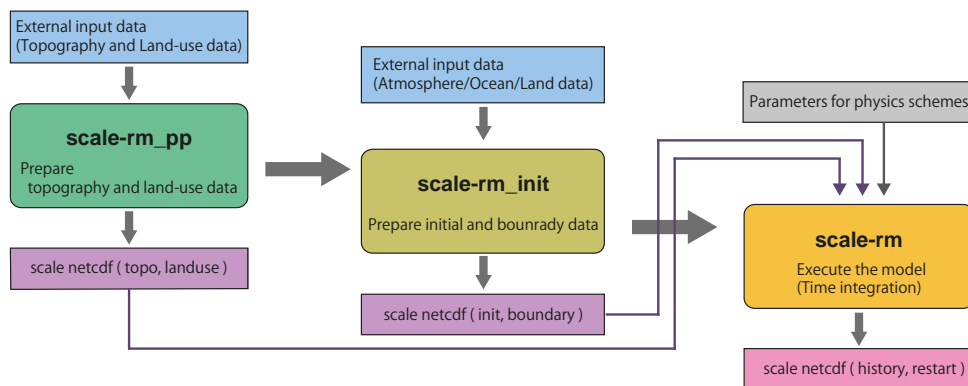 External input data
(Topography and Land-use data)
scale-rm_pp
Prepare
topography and land-use data
scale netcdf ( topo, landuse )
External input data
(Atmosphere/Ocean/Land data)
scale-rm_init
Prepare initial and bounrady data
scale netcdf ( init, boundary )
Parameters for physics schemes
scale-rm
Execute the model
(Time integration)
scale netcdf ( history, restart )